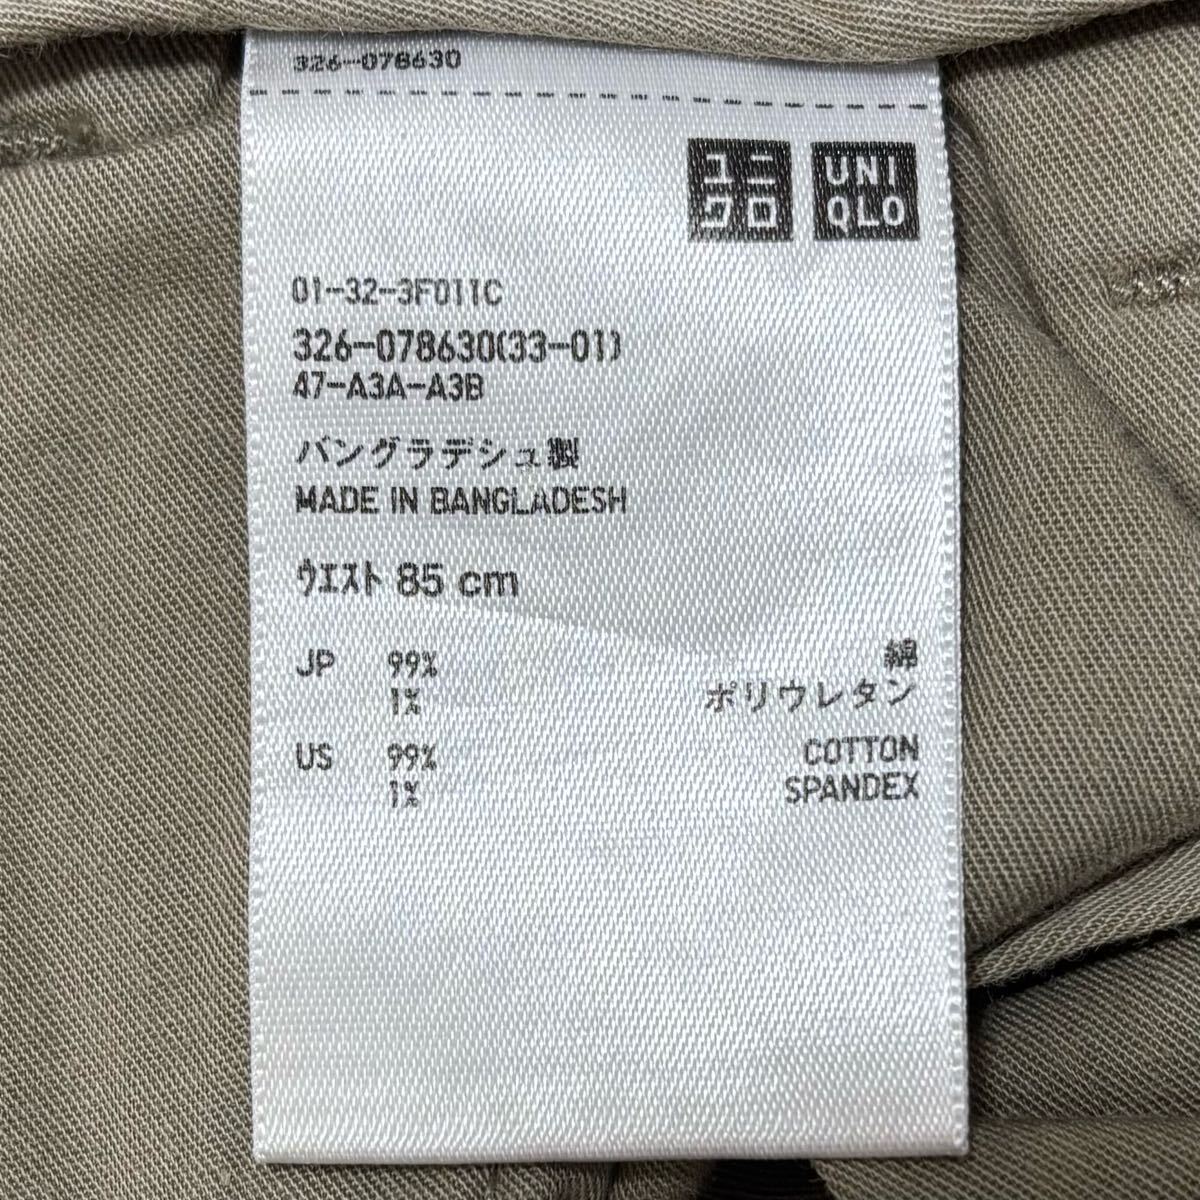 326-078630
ユニ UNI
クロ QLO
01-32-3F011C
326-078630(33-01)
47-A3A-A3B
バングラデシュ製
MADE IN BANGLADESH
ウエスト 85 cm
JP 99% 綿
1% ポリウレタン
US 99% COTTON
1% SPANDEX